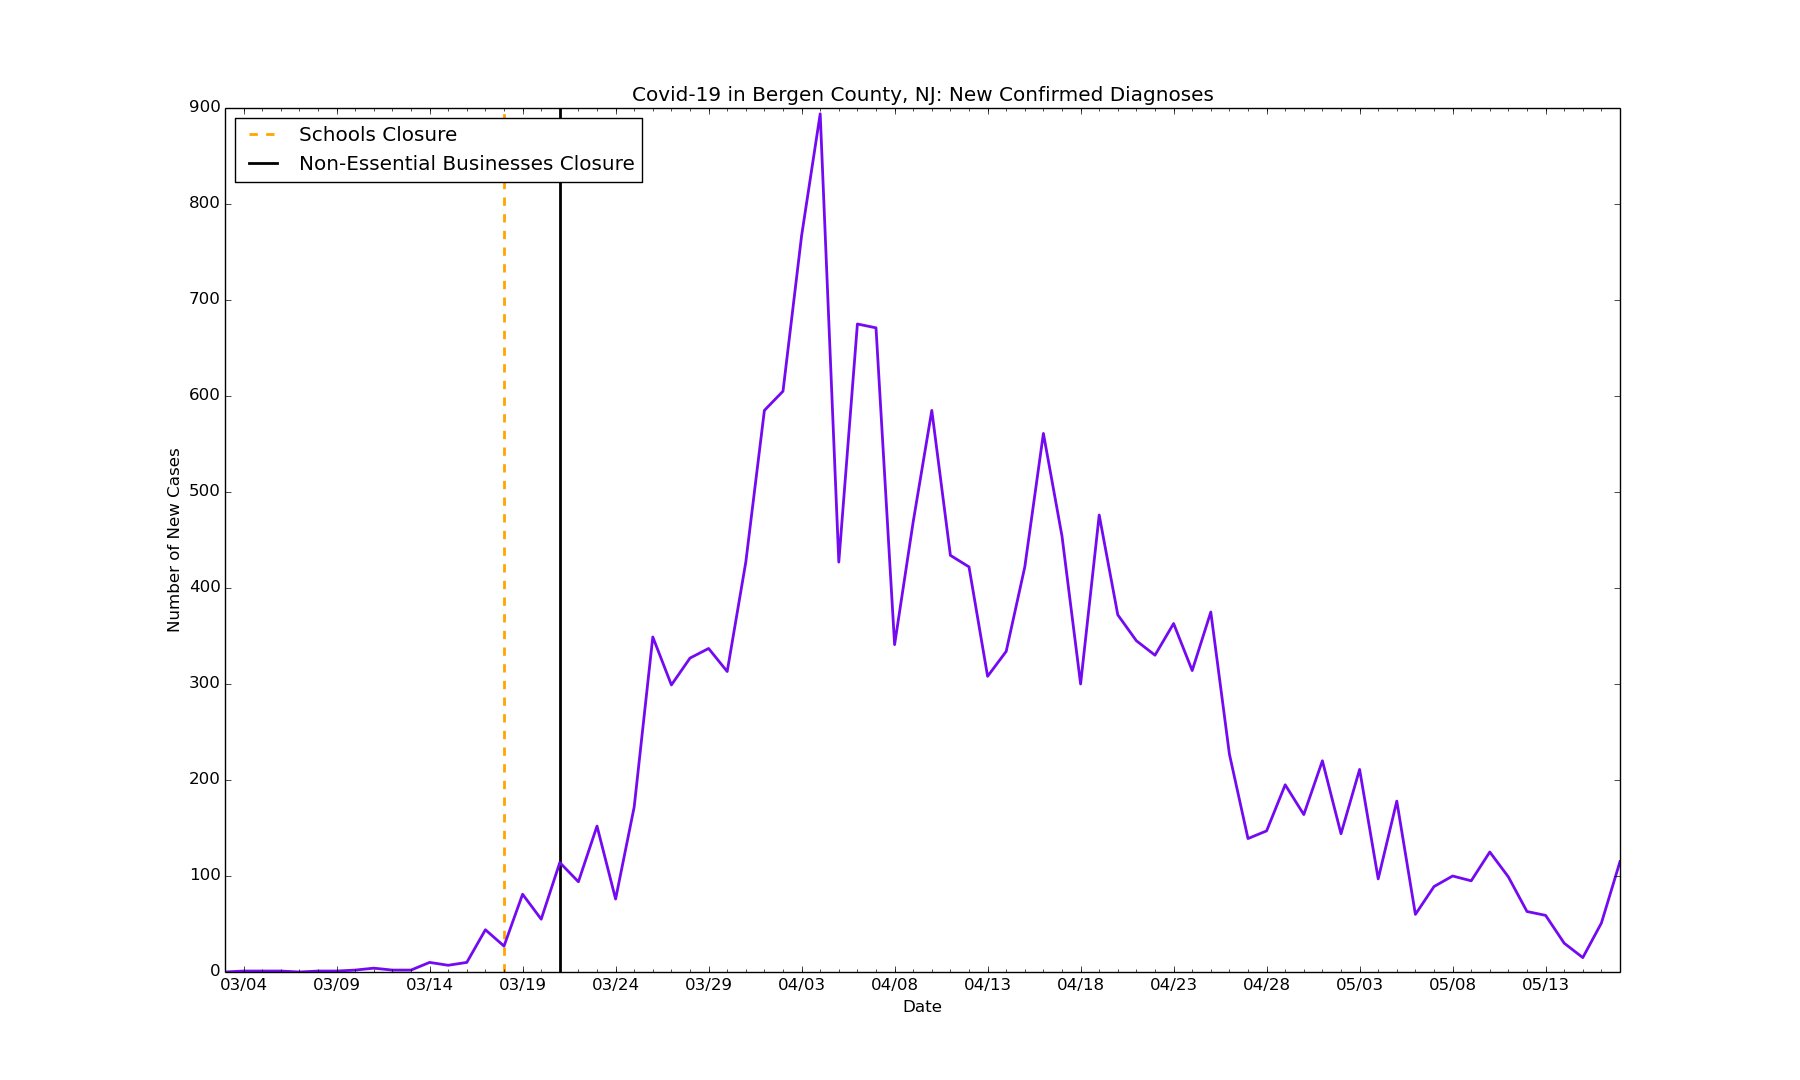 Covid-19 in Bergen County, NJ: New Confirmed Diagnoses
Schools Closure
Non-Essential Businesses Closure
Number of New Cases
900
800
700
600
500
400
300
200
100
0
03/04 03/09 03/14 03/19 03/24 03/29 04/03 04/08 04/13 04/18 04/23 04/28 05/03 05/08 05/13
Date